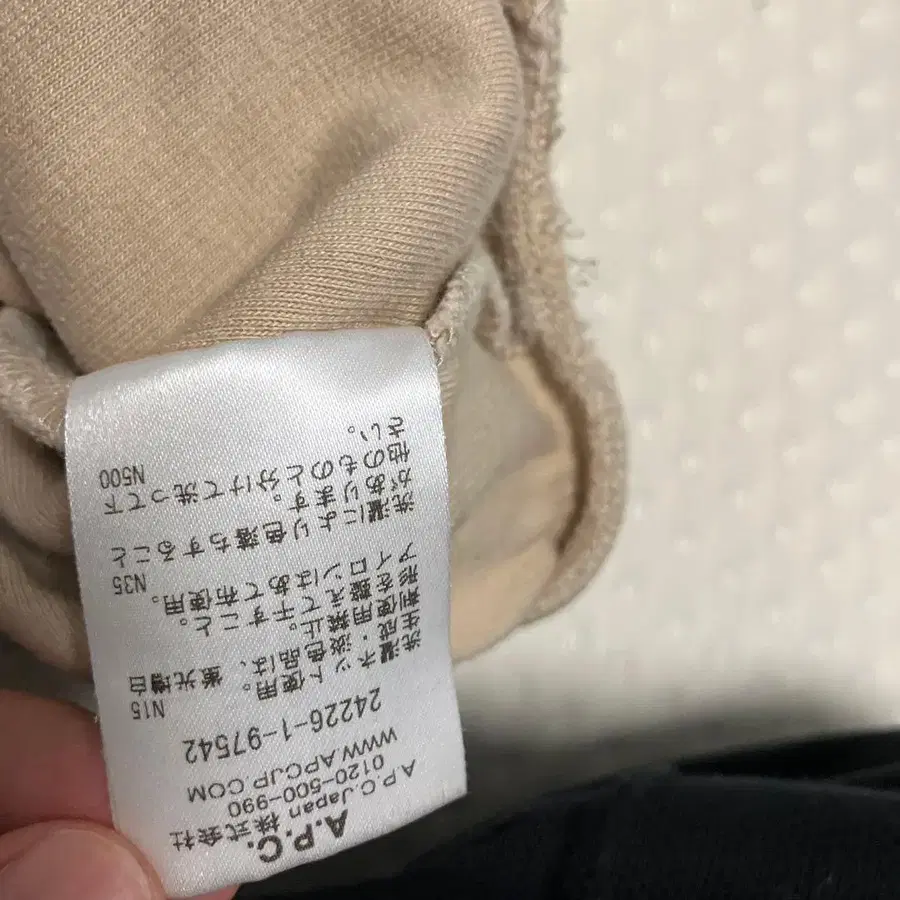 A.P.C.
A.P.C.Japan 株式会社
0120-500-990
WWW.APCJP.COM
24226-1-97542
洗濯ネット使用。 N15
生成・淡色品は、蛍光増白
剤使用禁止。
形を整えて干すこと。
アイロンはあて布使用。 N35
洗濯により色落ちすること
があります。
他のものと分けて洗って下
さい。 N500